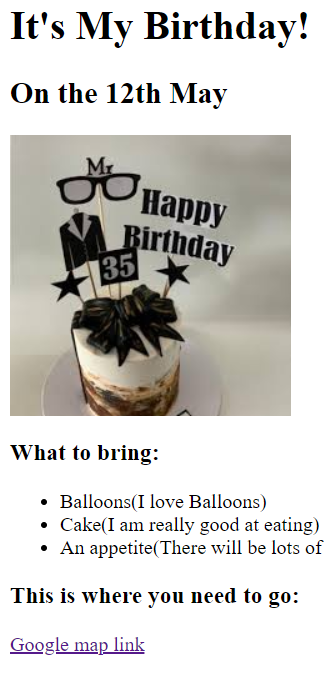 It's My Birthday!
On the 12th May
Mr
Happy
Birthday
35
What to bring:
Balloons(I love Balloons)
Cake(I am really good at eating)
An appetite(There will be lots of
This is where you need to go:
Google map link